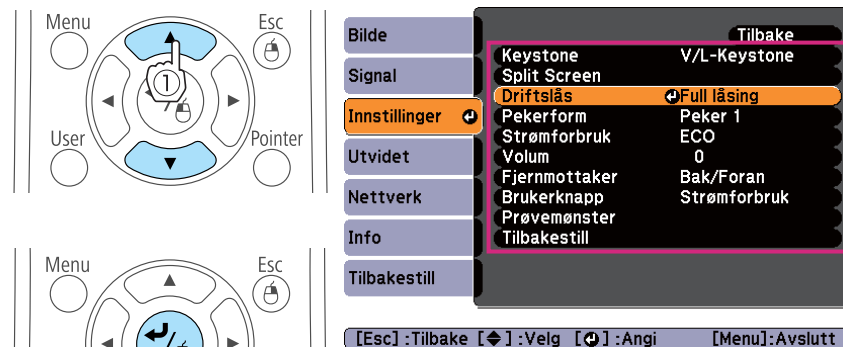 Menu
Esc
1
User
Pointer
Menu
Esc
Bilde
Signal
Innstillinger
Utvidet
Nettverk
Info
Tilbakestill
Tilbake
Keystone V/L-Keystone
Split Screen
Driftslås Full låsing
Pekerform Peker 1
Strømforbruk ECO
Volum 0
Fjernmottaker Bak/Foran
Brukerknapp Strømforbruk
Prøvemønster
Tilbakestill
[Esc] :Tilbake [◆] :Velg [⏎] :Angi [Menu]:Avslutt